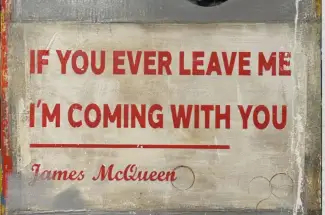 IF YOU EVER LEAVE ME
I'M COMING WITH YOU
James McQueen